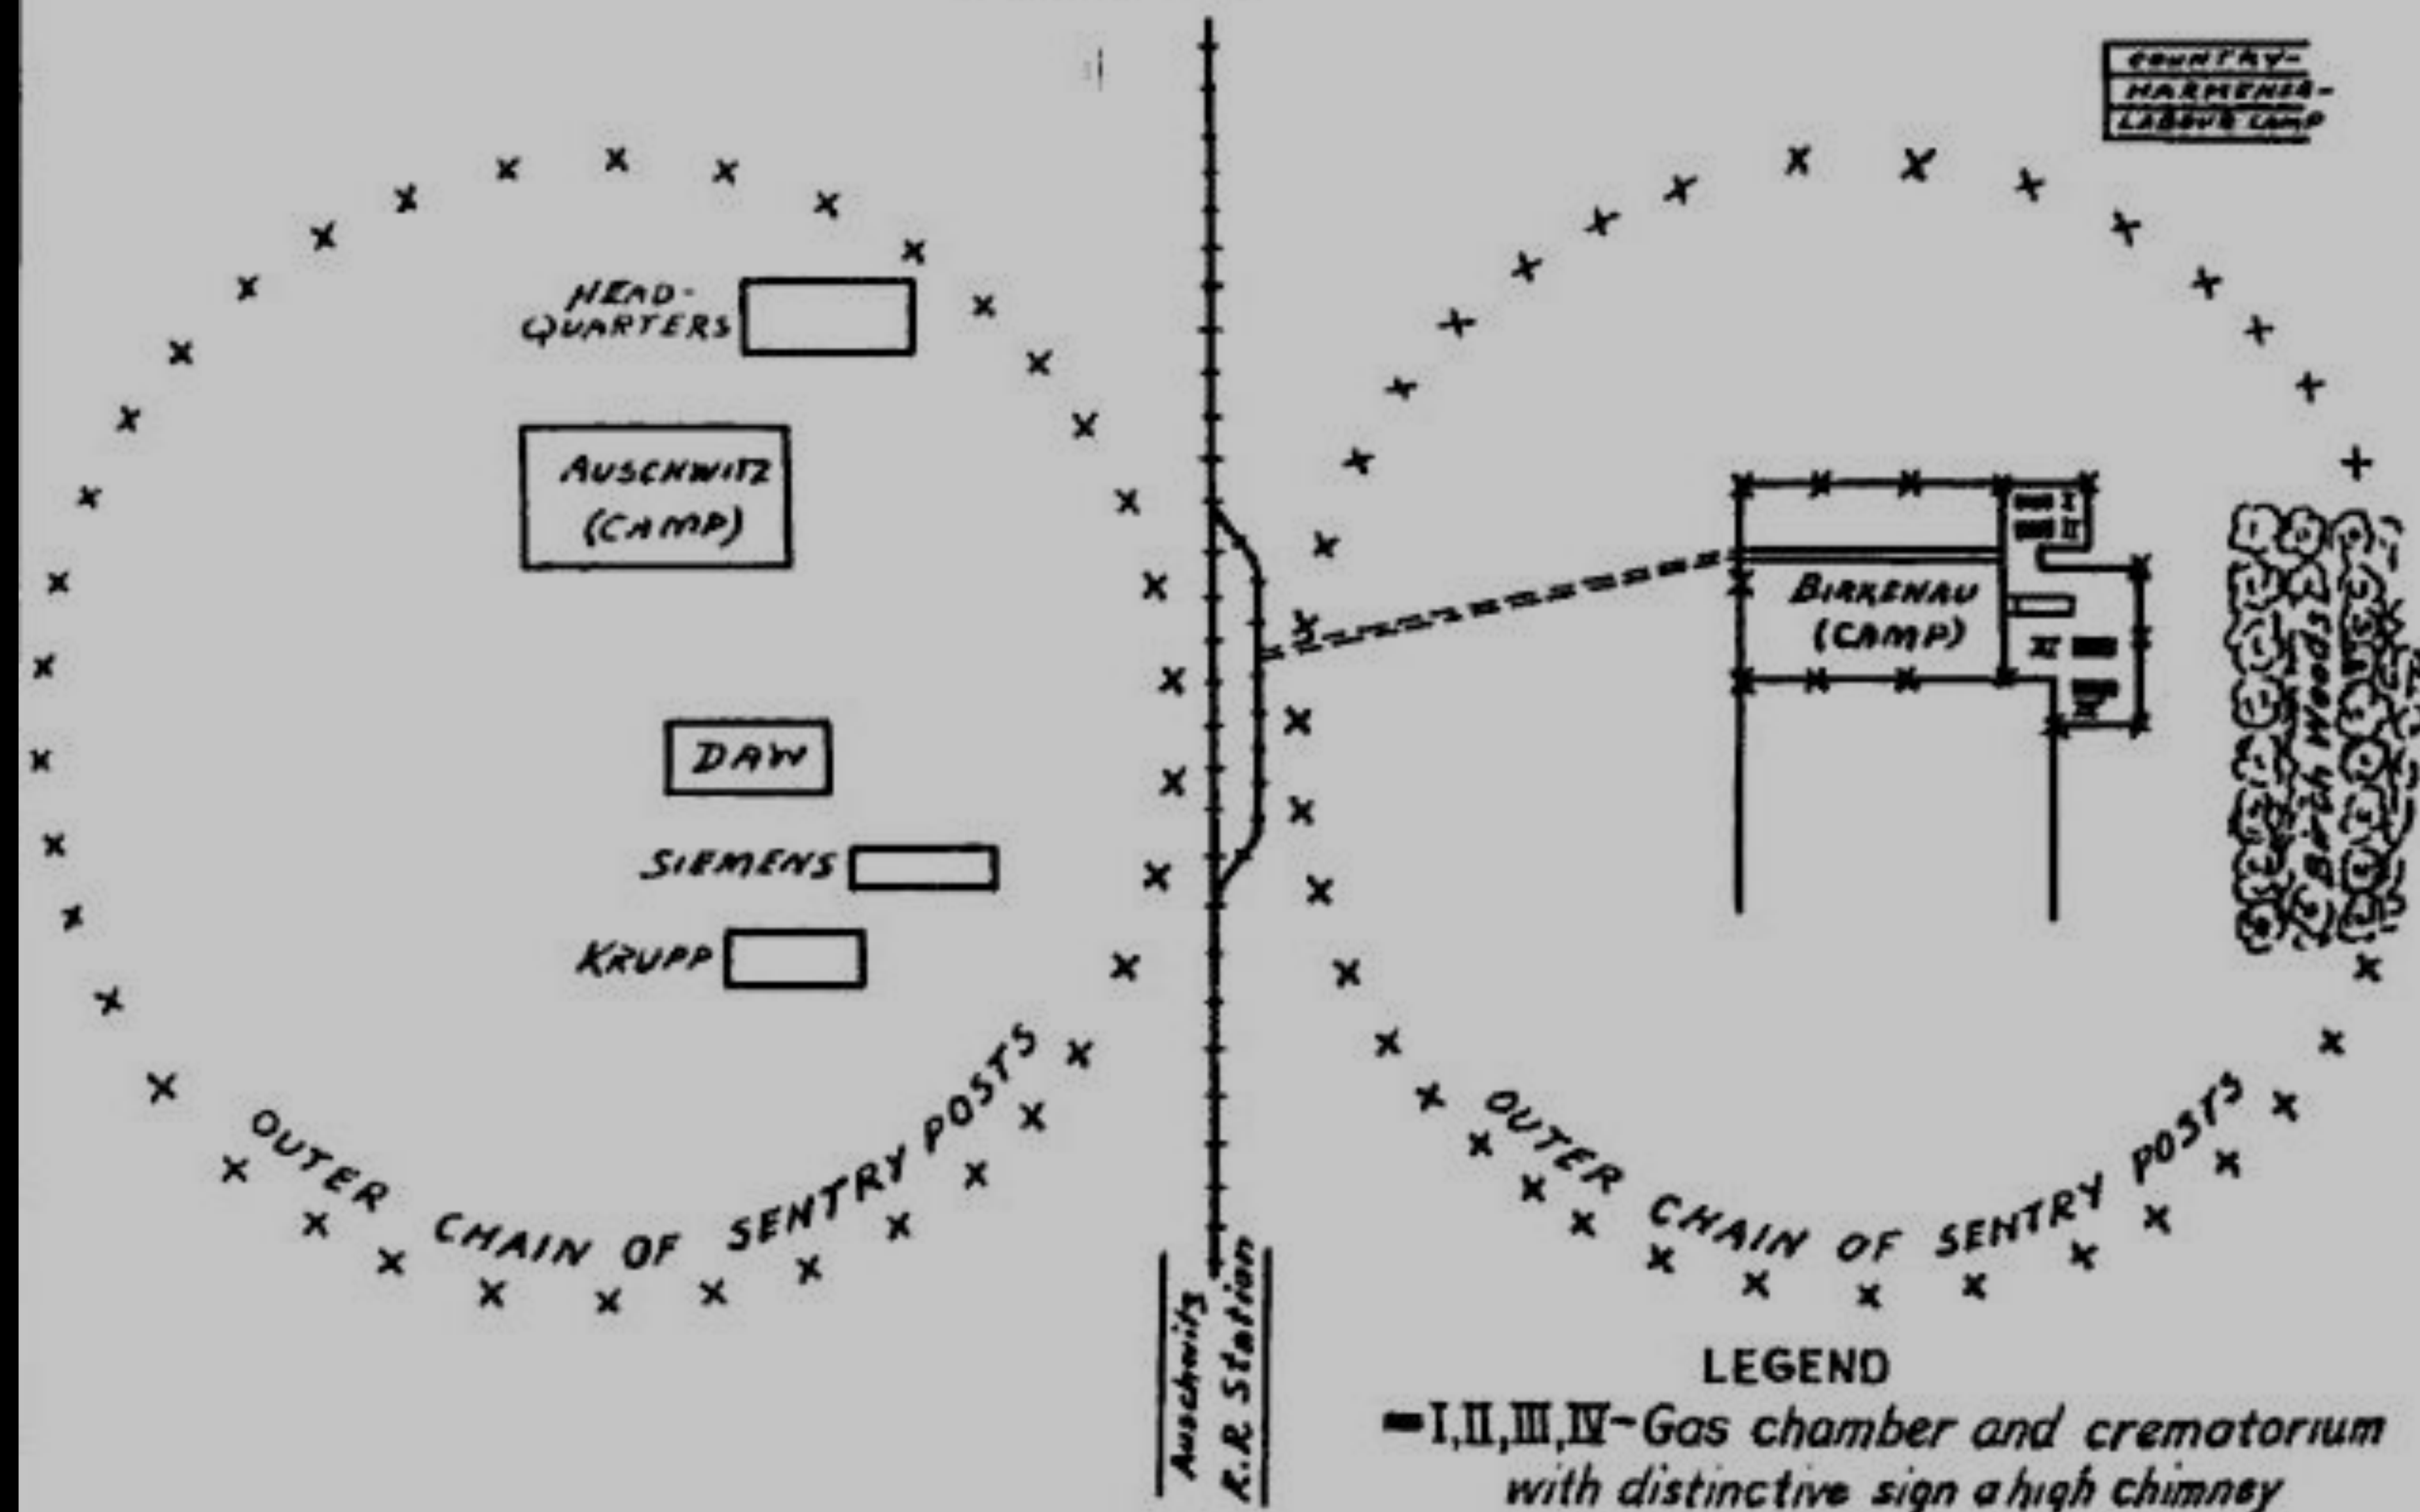 COUNTRY-
HARMENSE-
LABOUR CAMP
HEAD-
QUARTERS
AUSCHWITZ
(CAMP)
DAW
SIEMENS
KRUPP
OUTER CHAIN OF SENTRY POSTS
Auschwitz
R.R Station
I
II
BIRKENAU
(CAMP)
Birch Woods
OUTER CHAIN OF SENTRY POSTS
LEGEND
I,II,III,IV-Gas chamber and crematorium
with distinctive sign a high chimney